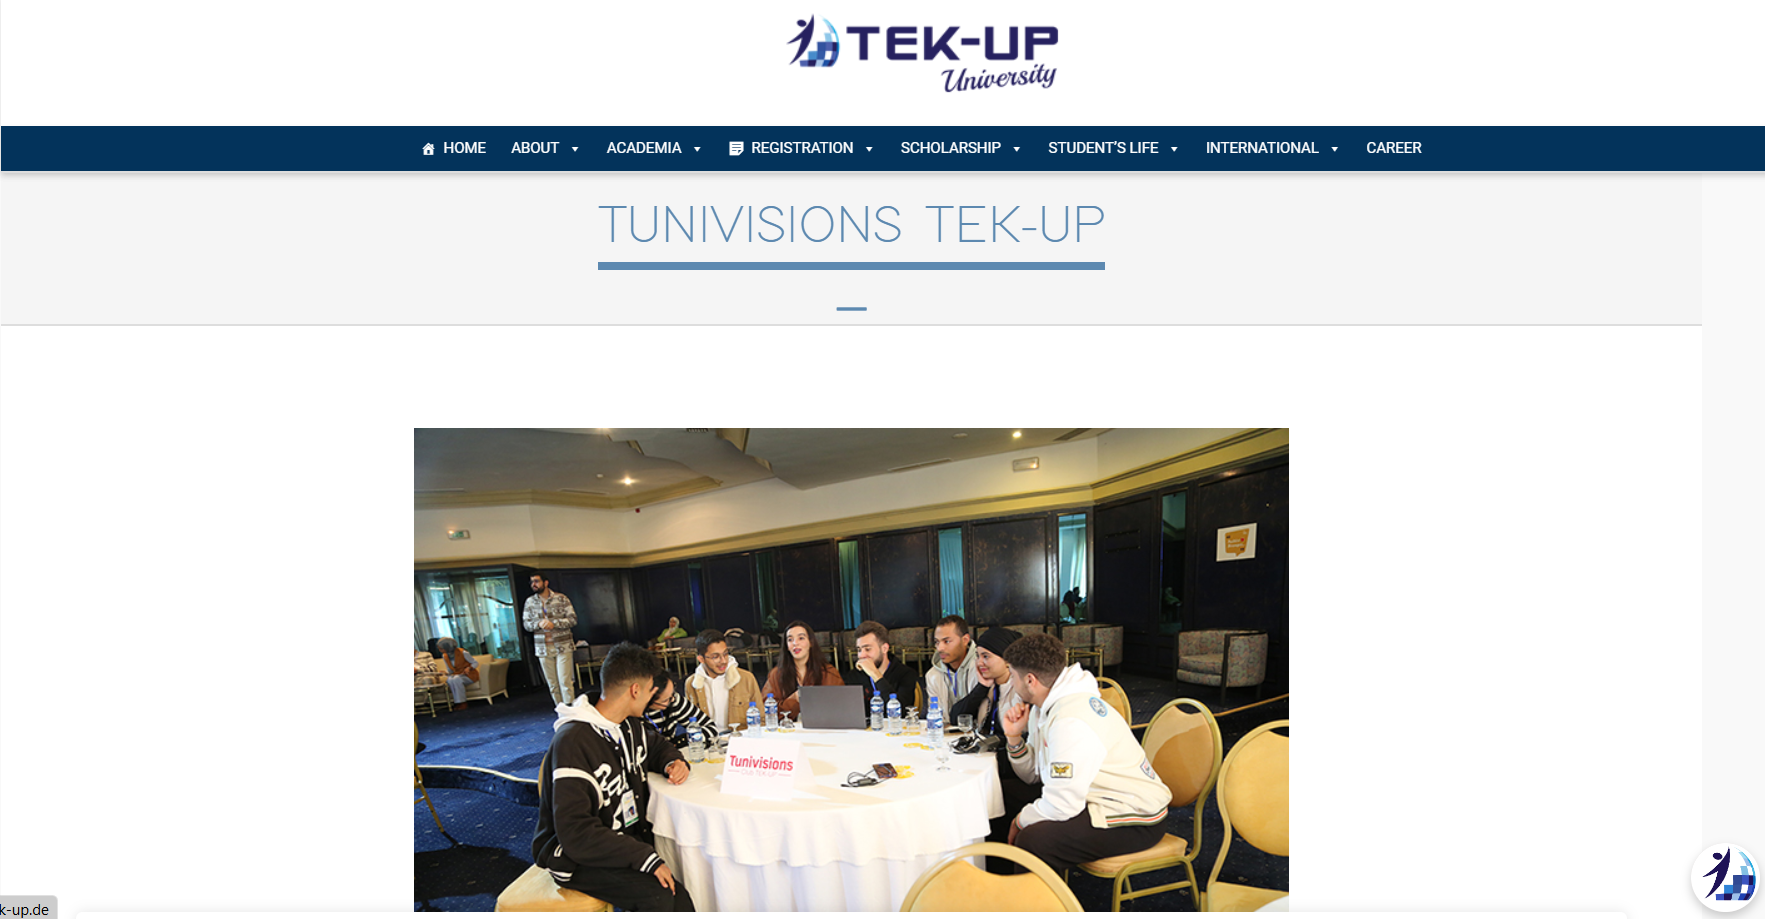 TEK-UP
University
HOME ABOUT ACADEMIA REGISTRATION SCHOLARSHIP STUDENT'S LIFE INTERNATIONAL CAREER
TUNIVISIONS TEK-UP
Tunivisions
Club TEK-UP
k-up.de